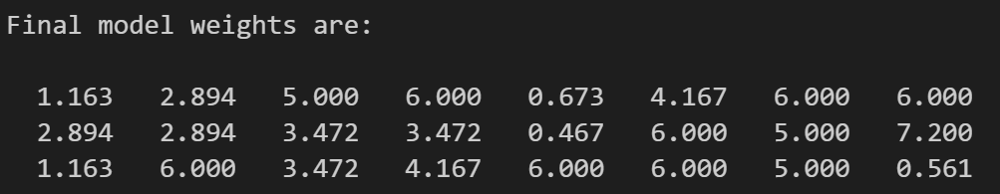 Final model weights are:
1.163 2.894 5.000 6.000 0.673 4.167 6.000 6.000
2.894 2.894 3.472 3.472 0.467 6.000 5.000 7.200
1.163 6.000 3.472 4.167 6.000 6.000 5.000 0.561